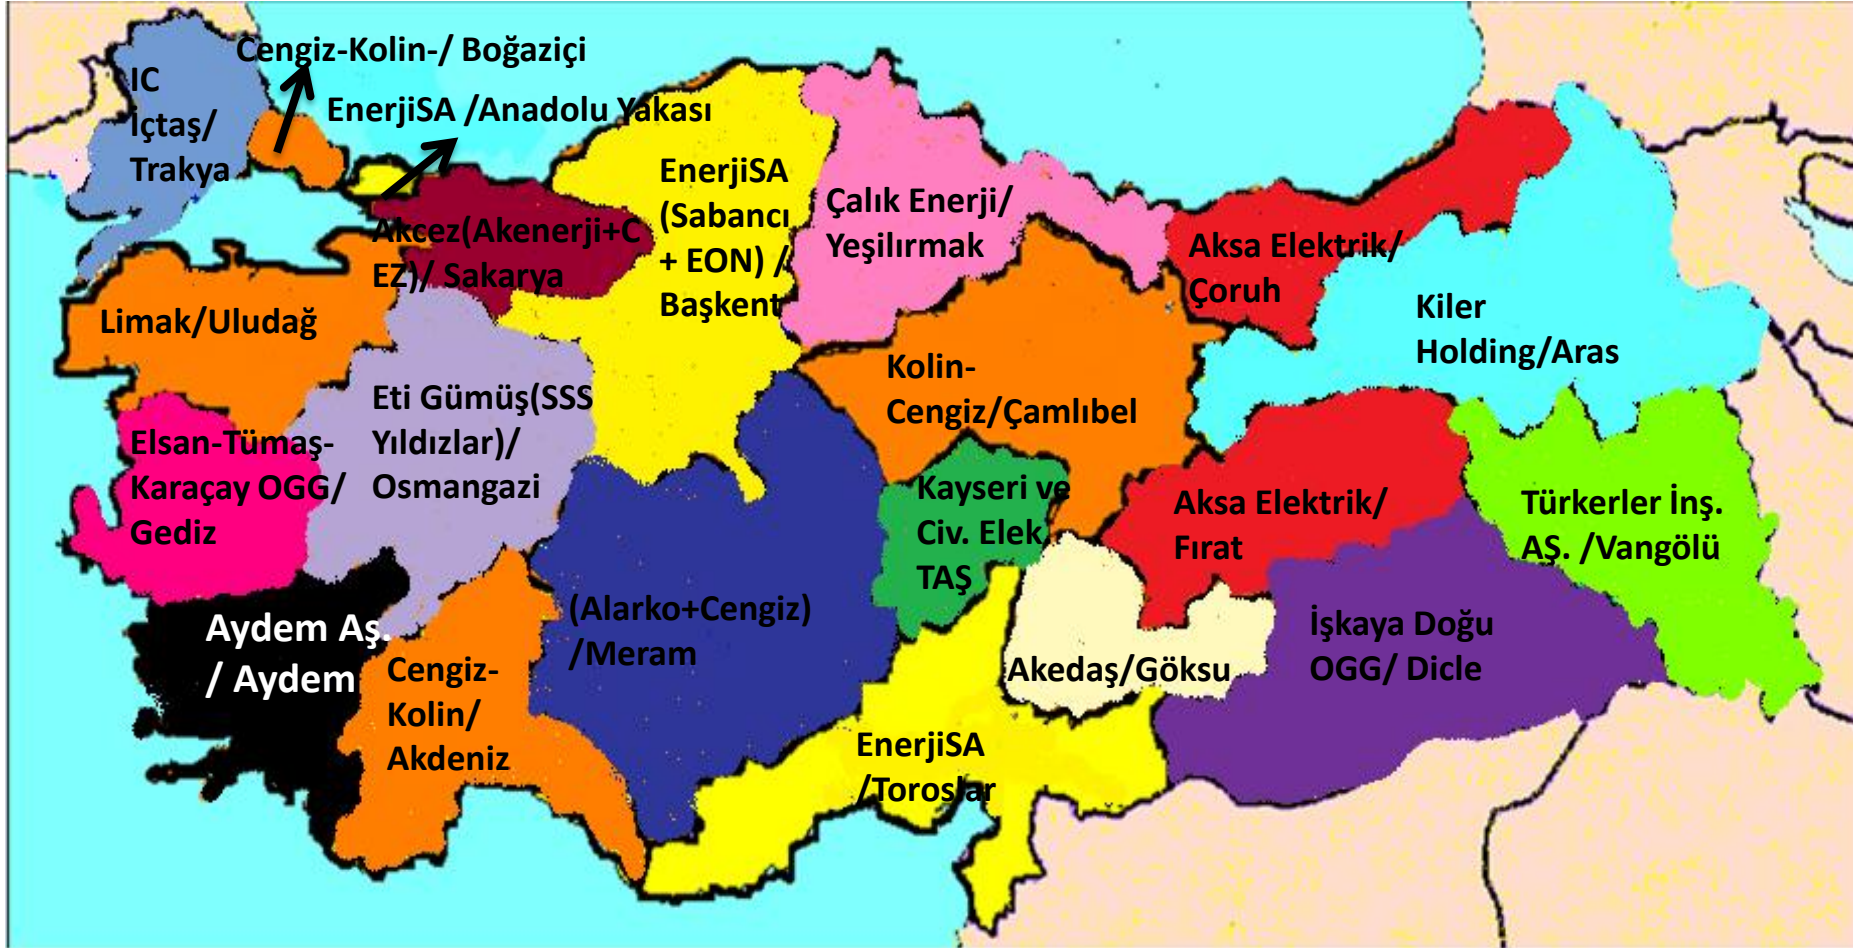 Cengiz-Kolin-/ Boğaziçi
IC
İçtaş/
Trakya
EnerjiSA /Anadolu Yakası
EnerjiSA
(Sabancı
+ EON) /
Başkent
Çalık Enerji/
Yeşilırmak
Akcez(Akenerji+C
EZ)/ Sakarya
Aksa Elektrik/
Çoruh
Kiler
Holding/Aras
Limak/Uludağ
Kolin-
Cengiz/Çamlıbel
Eti Gümüş(SSS
Yıldızlar)/
Osmangazi
Elsan-Tümaş-
Karaçay OGG/
Gediz
Kayseri ve
Civ. Elek.
TAŞ
Aksa Elektrik/
Fırat
Türkerler İnş.
AŞ. /Vangölü
Aydem Aş.
/ Aydem
(Alarko+Cengiz)
/Meram
Akedaş/Göksu
İşkaya Doğu
OGG/ Dicle
Cengiz-
Kolin/
Akdeniz
EnerjiSA
/Toroslar